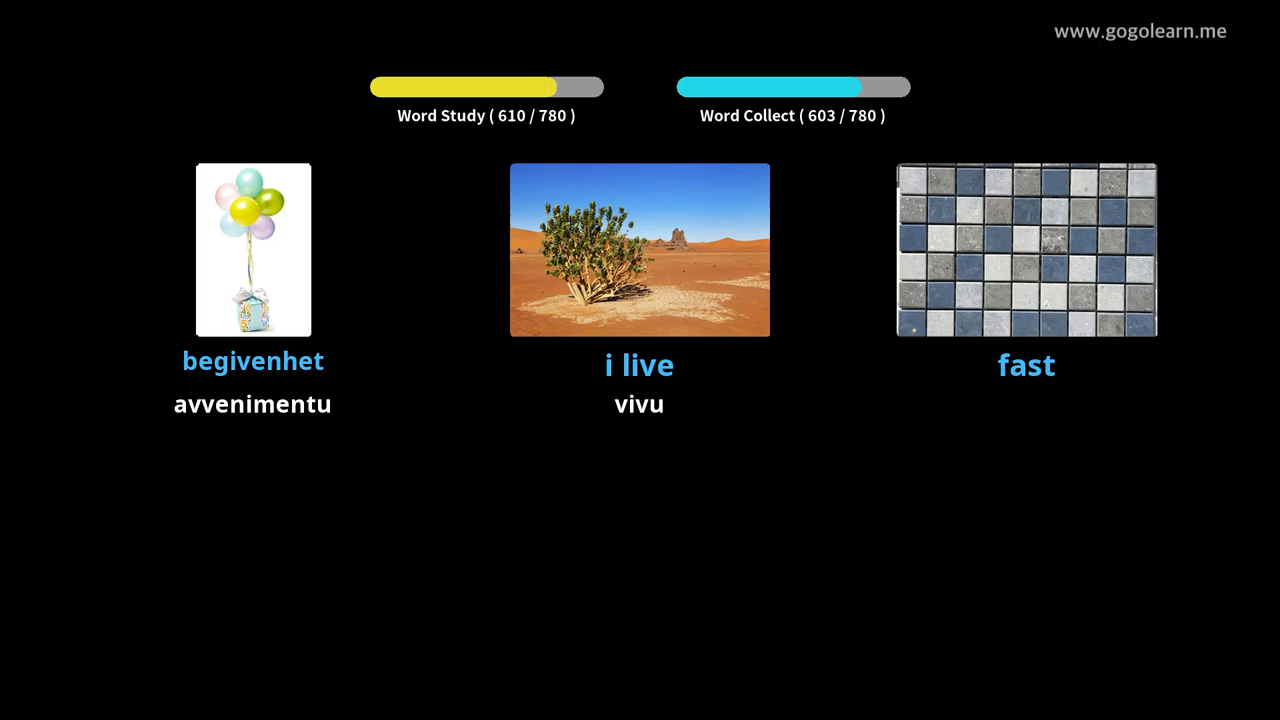 www.gogolearn.me
Word Study ( 610 / 780 )
Word Collect ( 603 / 780 )
begivenhet
i live
fast
avvenimentu
vivu